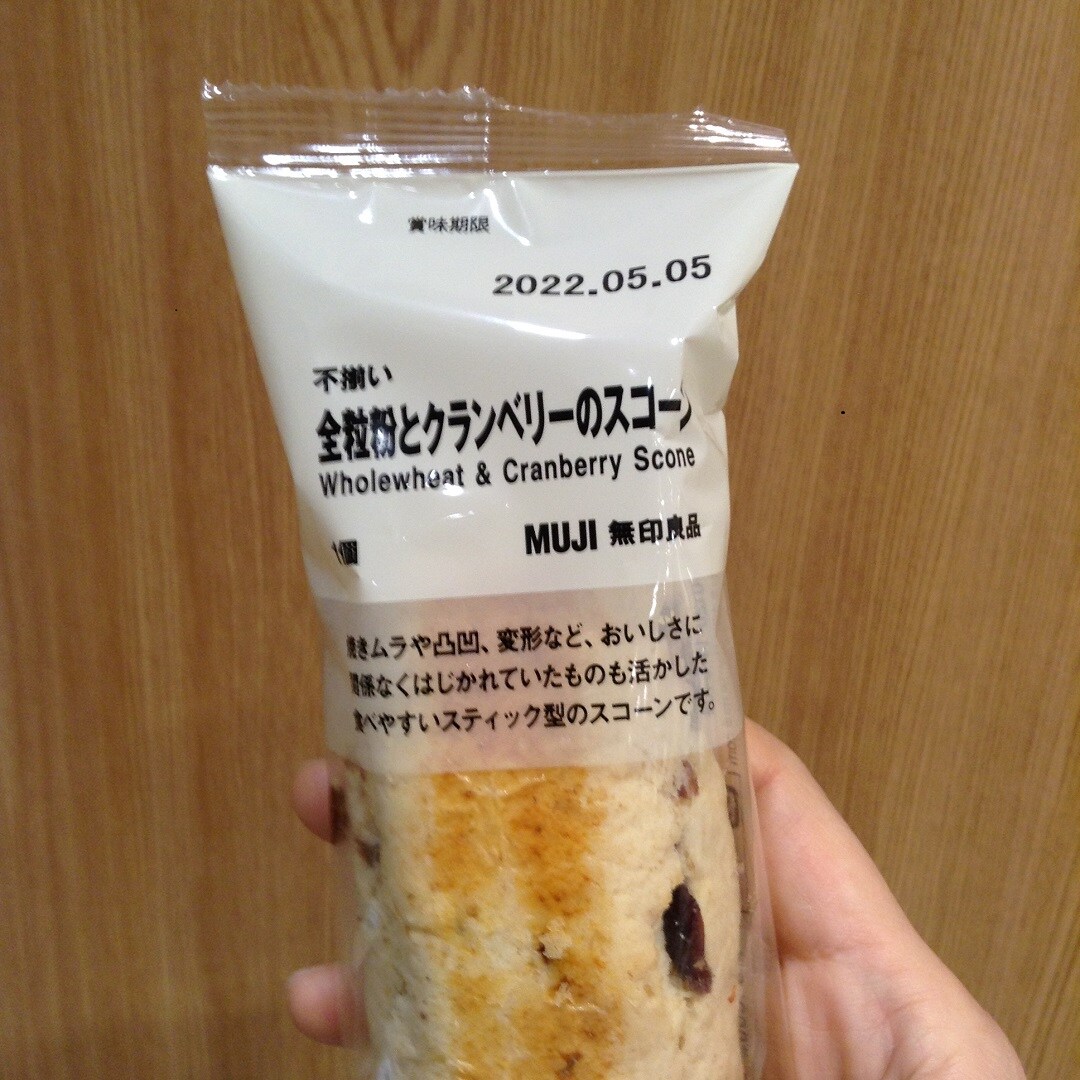 賞味期限
2022.05.05
不揃い
全粒粉とクランベリーのスコーン
Wholewheat & Cranberry Scone
1個
MUJI 無印良品
焼きムラや凸凹、変形など、おいしさに
関係なくはじかれていたものも活かした
食べやすいスティック型のスコーンです。